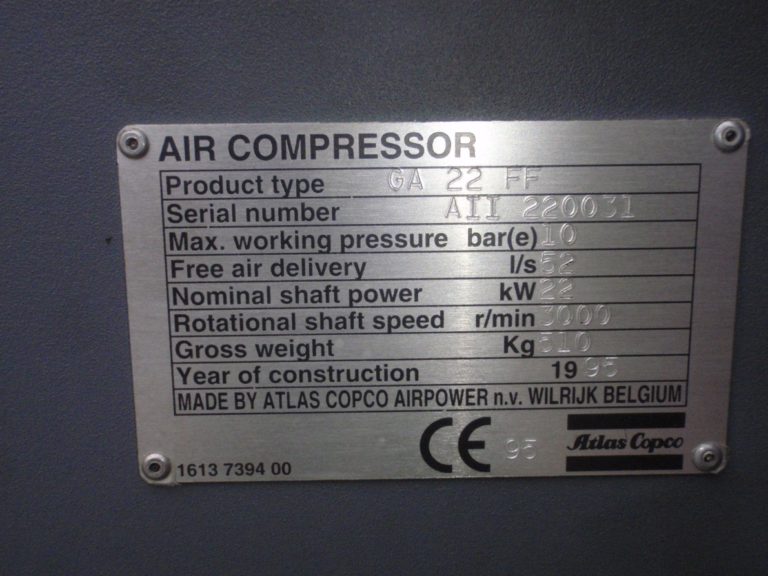 AIR COMPRESSOR
Product type GA 22 FF
Serial number AII 220031
Max. working pressure bar(e) 10
Free air delivery l/s 52
Nominal shaft power kW 22
Rotational shaft speed r/min 3000
Gross weight Kg 510
Year of construction 19 95
MADE BY ATLAS COPCO AIRPOWER n.v. WILRIJK BELGIUM
CE 95 Atlas Copco
1613 7394 00